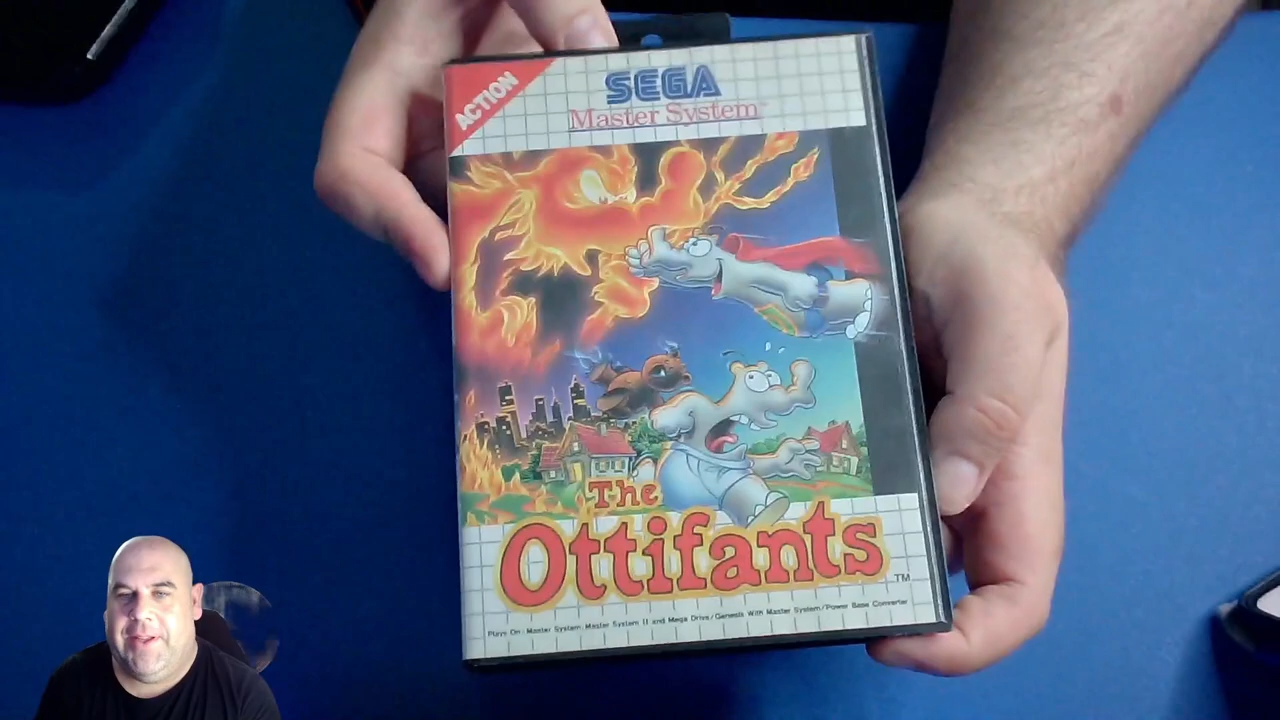 ACTION
SEGA
Master System™
The
Ottifants
TM
Plays On: Master System, Master System II and Mega Drive/Genesis With Master System/Power Base Converter